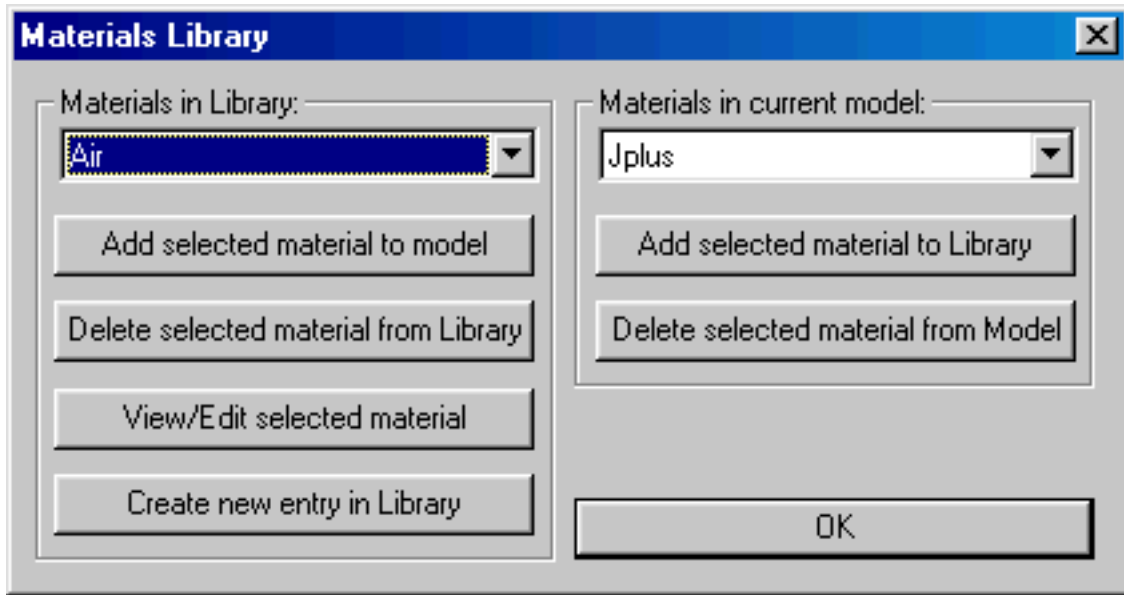 Materials Library
Materials in Library:
Air
Add selected material to model
Delete selected material from Library
View/Edit selected material
Create new entry in Library
Materials in current model:
Jplus
Add selected material to Library
Delete selected material from Model
OK